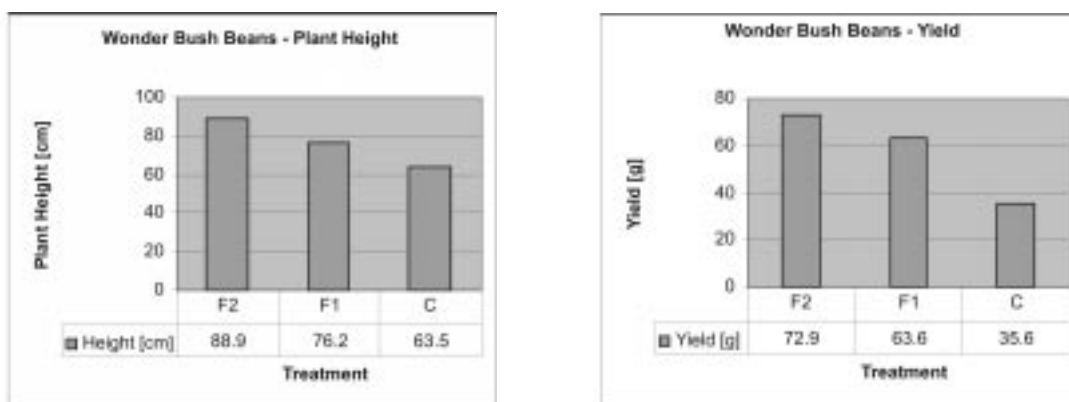 Wonder Bush Beans - Plant Height
Plant Height [cm]
100
80
60
40
20
0
F2 F1 C
Height [cm] 88.9 76.2 63.5
Treatment
Wonder Bush Beans - Yield
Yield [g]
80
60
40
20
0
F2 F1 C
Yield [g] 72.9 63.6 35.6
Treatment